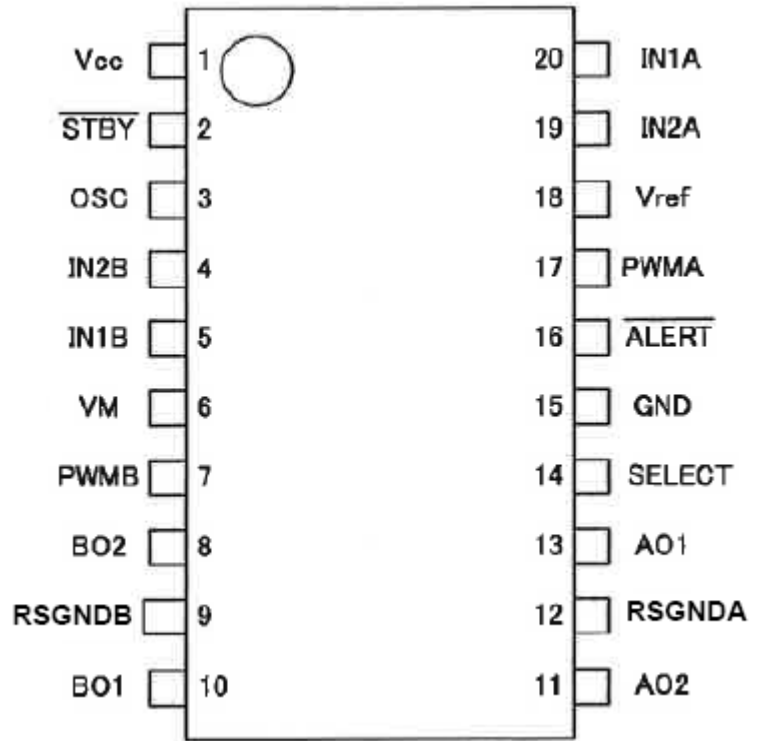 Vcc 1 20 IN1A
S̅T̅B̅Y̅ 2 19 IN2A
OSC 3 18 Vref
IN2B 4 17 PWMA
IN1B 5 16 A̅L̅E̅R̅T̅
VM 6 15 GND
PWMB 7 14 SELECT
BO2 8 13 AO1
RSGNDB 9 12 RSGNDA
BO1 10 11 AO2